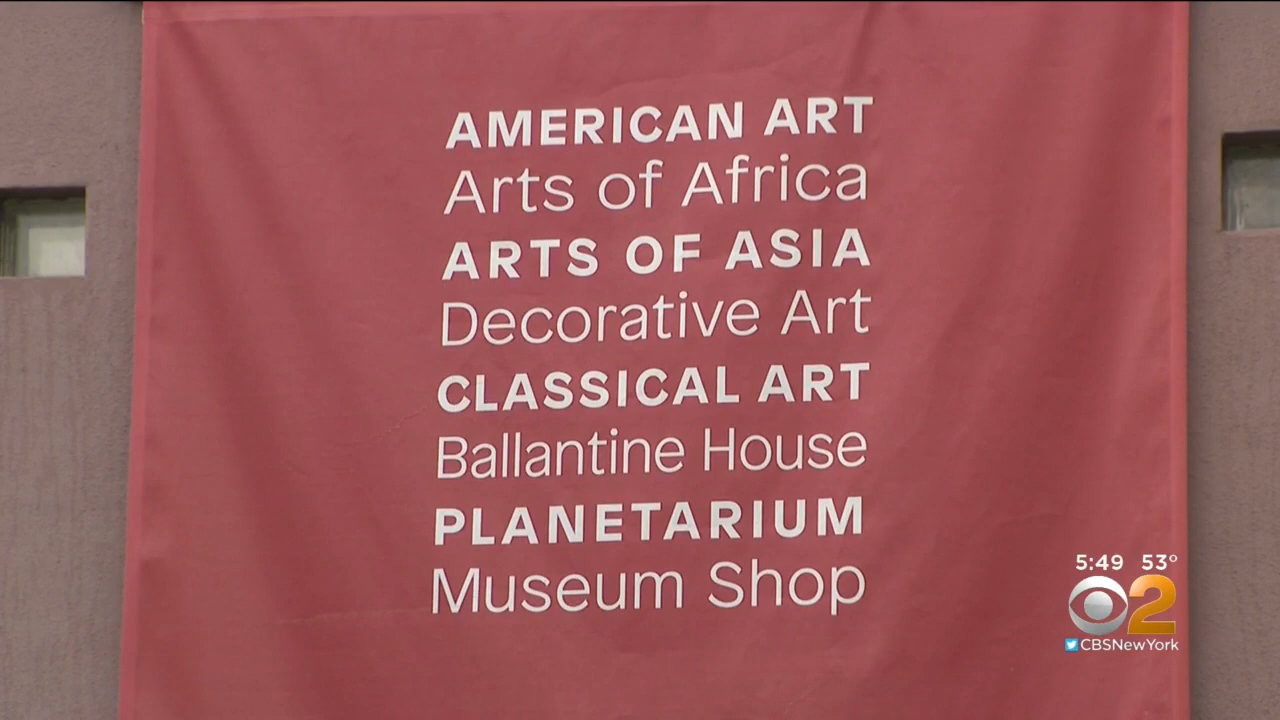 AMERICAN ART
Arts of Africa
ARTS OF ASIA
Decorative Art
CLASSICAL ART
Ballantine House
PLANETARIUM
Museum Shop
5:49 53°
2
CBSNewYork